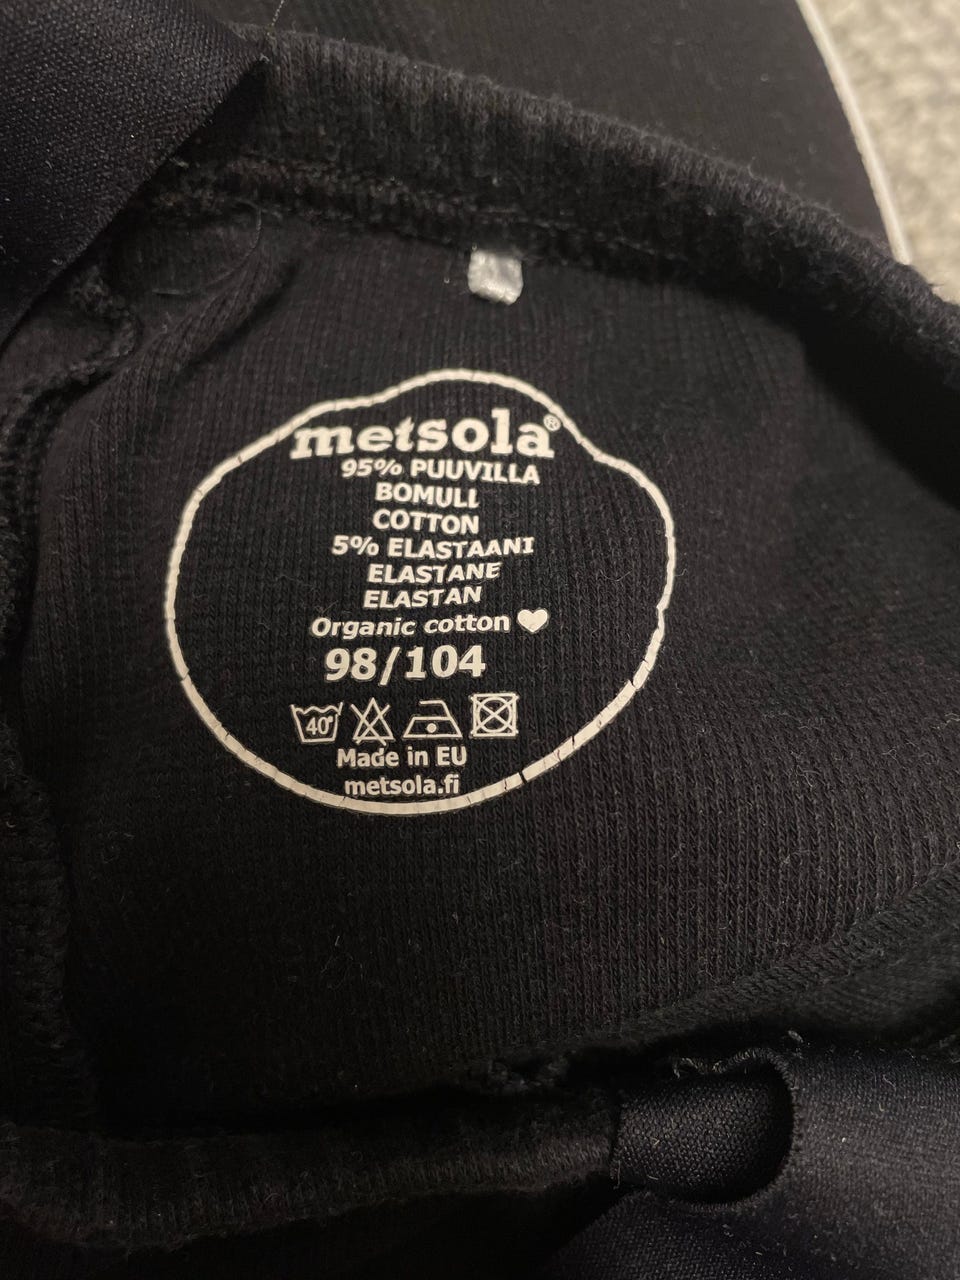 metsola®
95% PUUVILLA
BOMULL
COTTON
5% ELASTAANI
ELASTANE
ELASTAN
Organic cotton
98/104
40°
Made in EU
metsola.fi